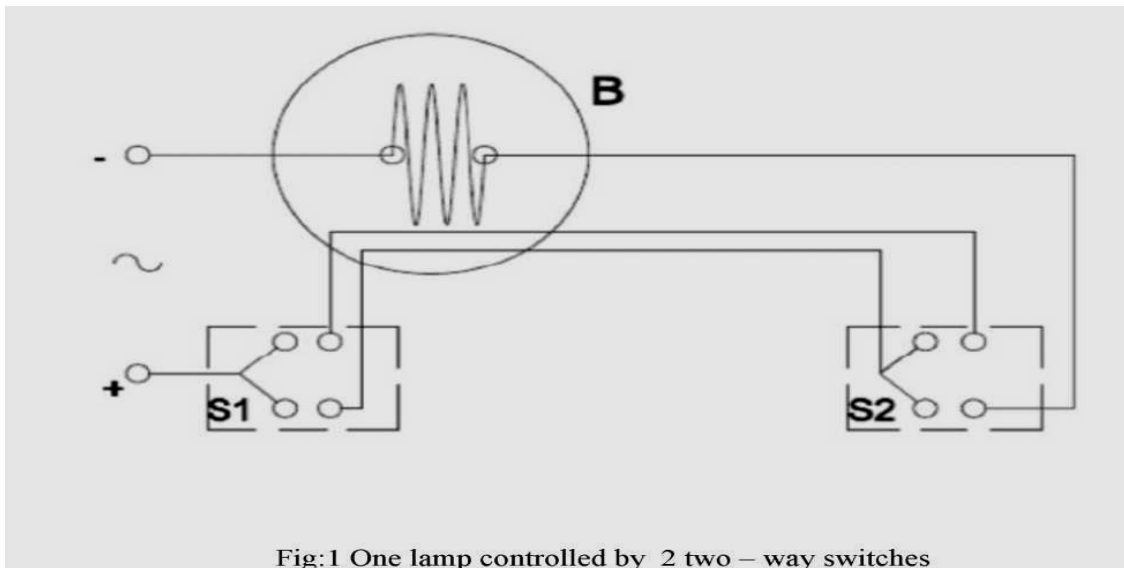 B
-
+
S1
S2
Fig:1 One lamp controlled by 2 two – way switches